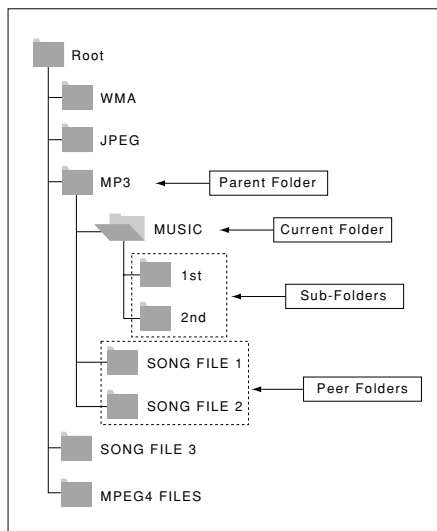 Root
WMA
JPEG
MP3
Parent Folder
MUSIC
Current Folder
1st
Sub-Folders
2nd
SONG FILE 1
Peer Folders
SONG FILE 2
SONG FILE 3
MPEG4 FILES